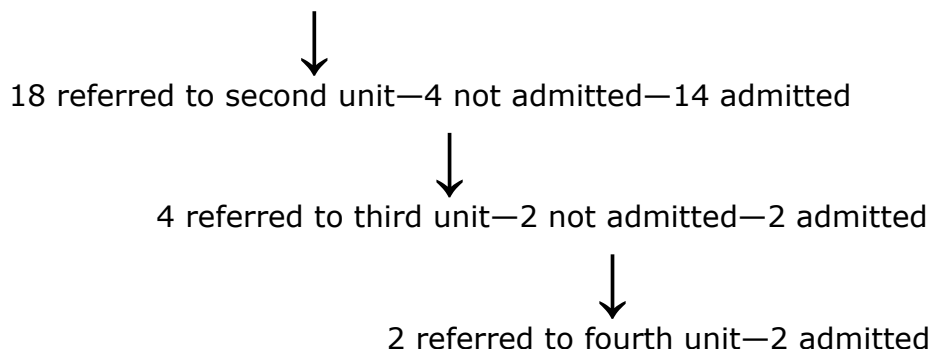 18 referred to second unit—4 not admitted—14 admitted
4 referred to third unit—2 not admitted—2 admitted
2 referred to fourth unit—2 admitted